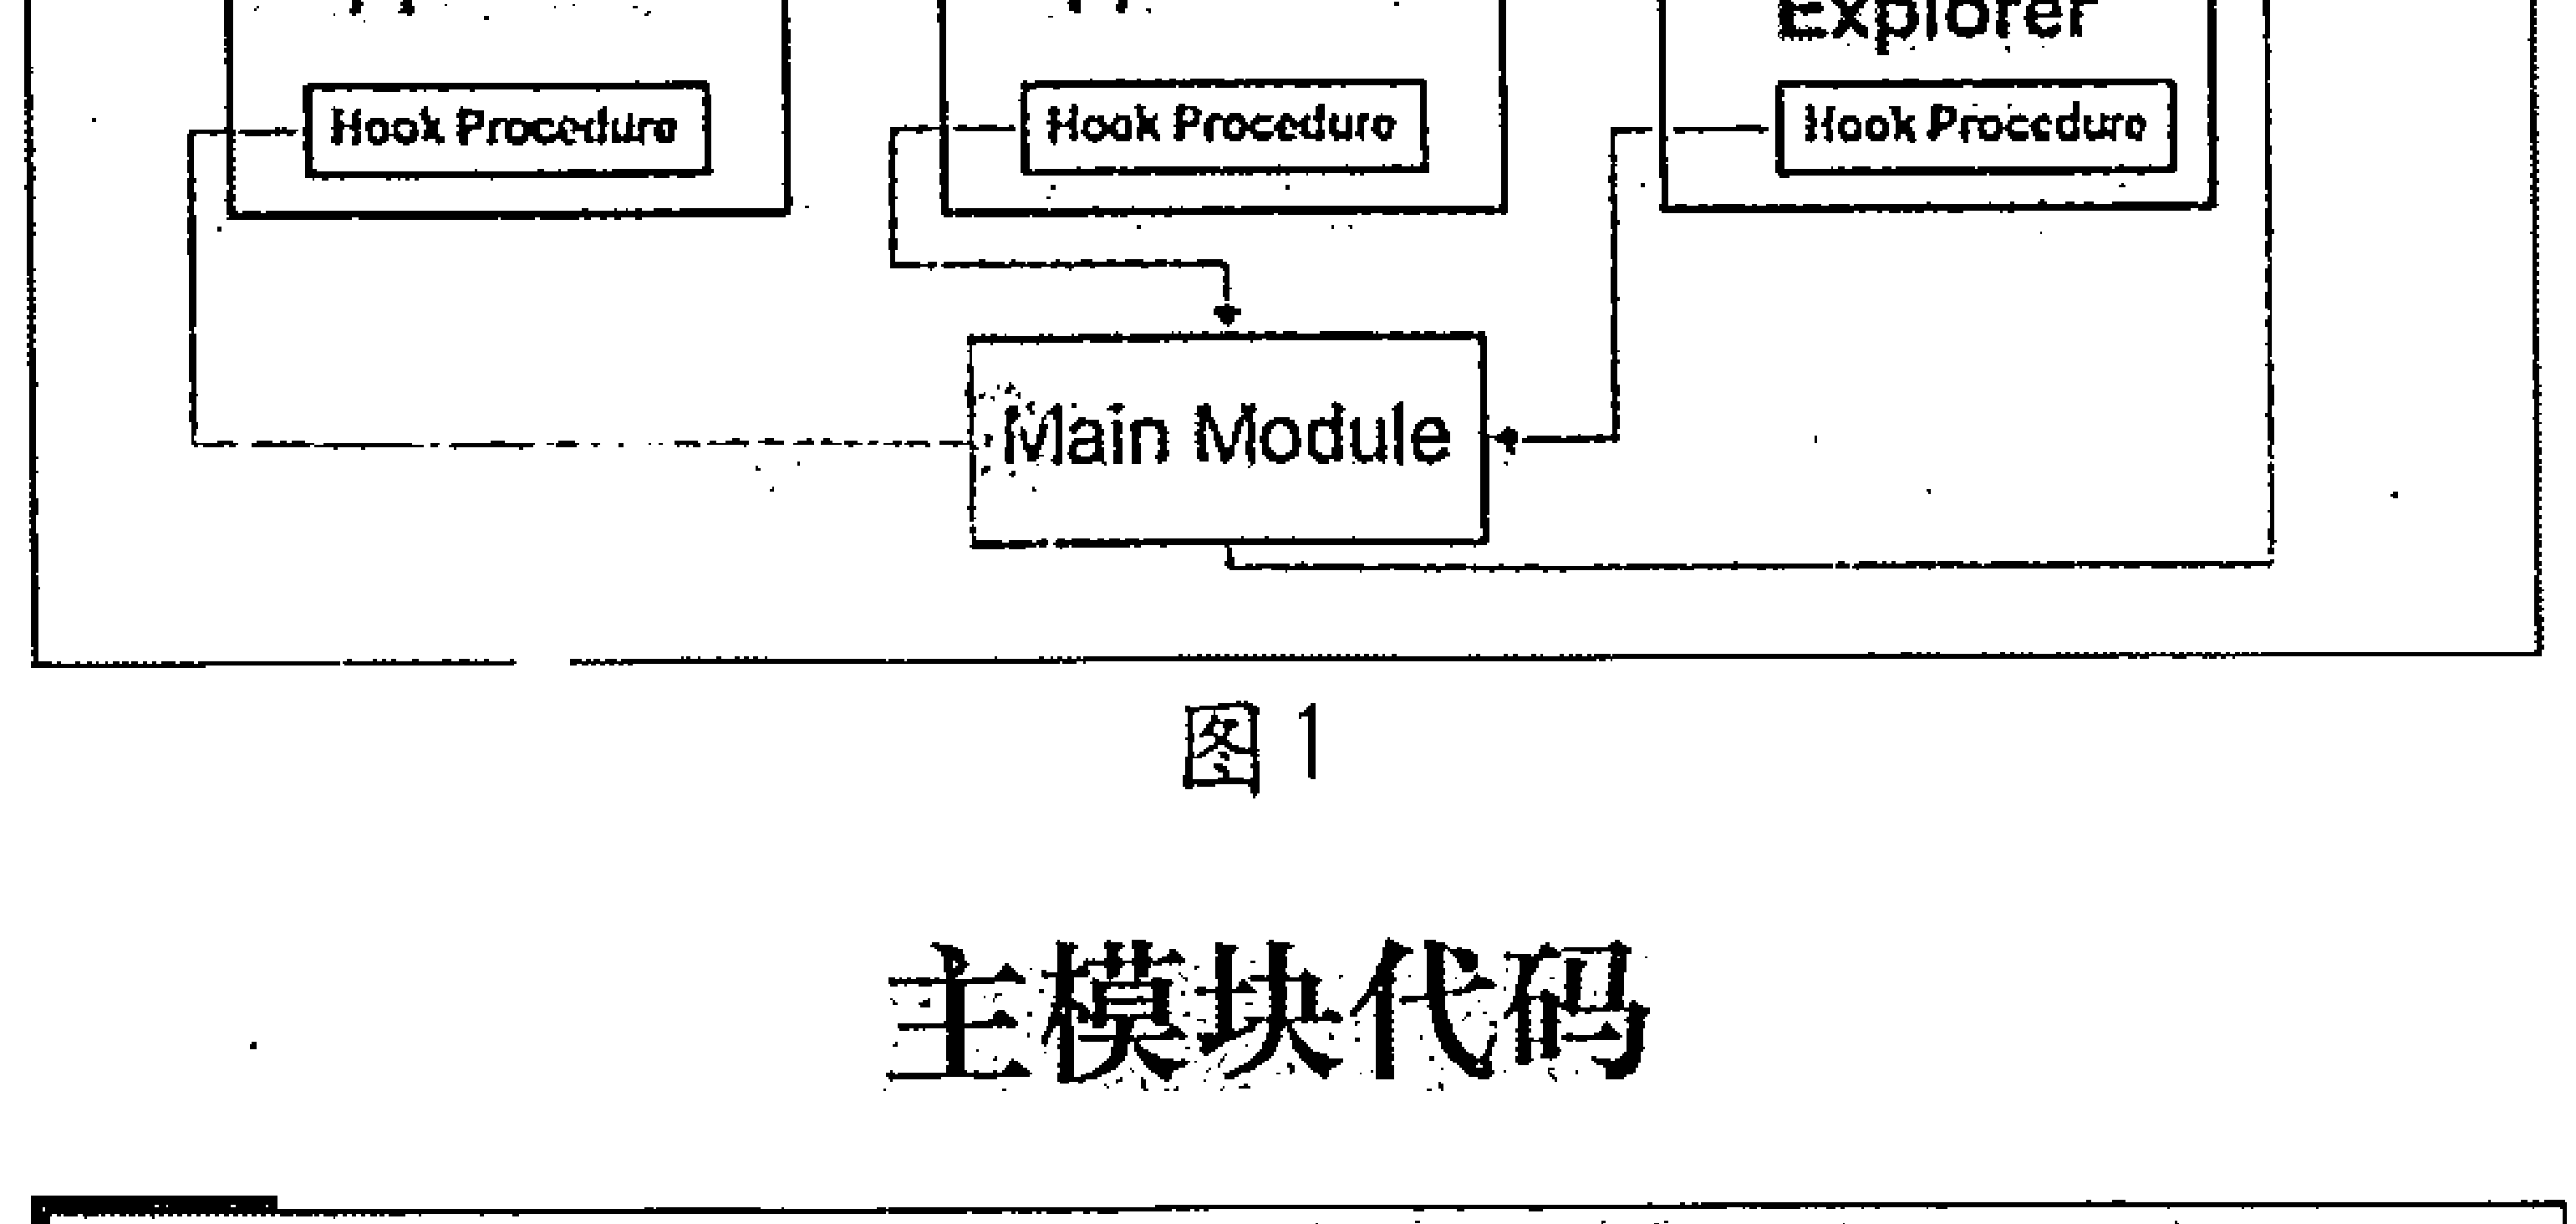 Explorer
Hook Procedure Hook Procedure Hook Procedure
Main Module
图1
主模块代码